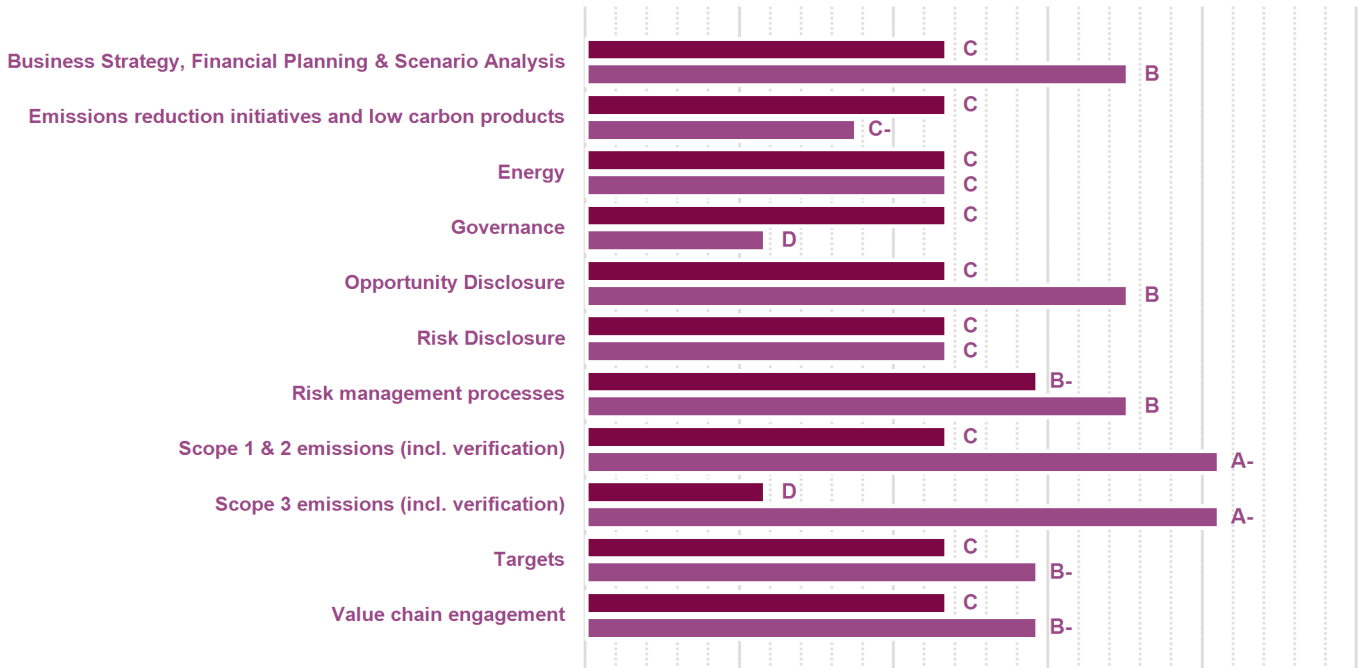 C
Business Strategy, Financial Planning & Scenario Analysis
B
C
Emissions reduction initiatives and low carbon products
C-
C
Energy
C
C
Governance
D
C
Opportunity Disclosure
B
C
Risk Disclosure
C
B-
Risk management processes
B
C
Scope 1 & 2 emissions (incl. verification)
A-
D
Scope 3 emissions (incl. verification)
A-
C
Targets
B-
C
Value chain engagement
B-